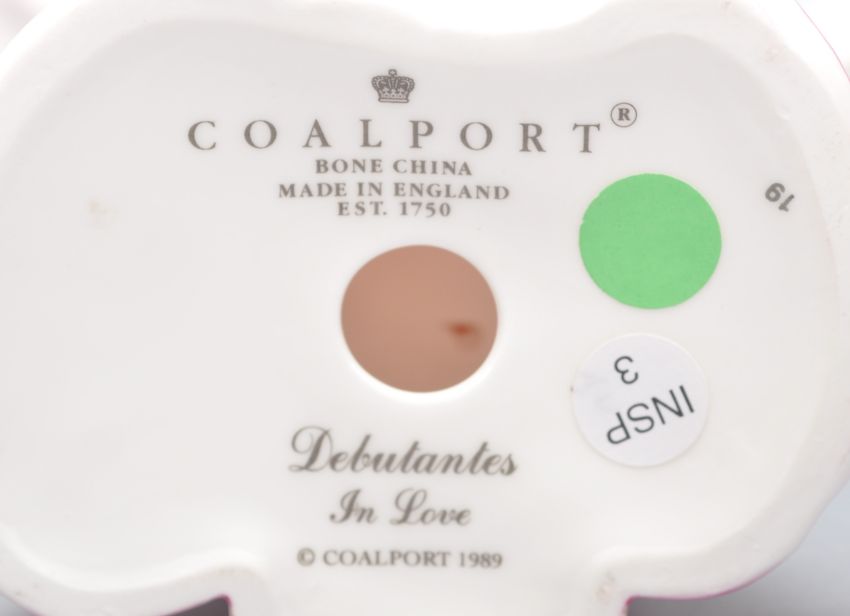 COALPORT®
BONE CHINA
MADE IN ENGLAND
EST. 1750
19
INSP
3
Debutantes
In Love
© COALPORT 1989